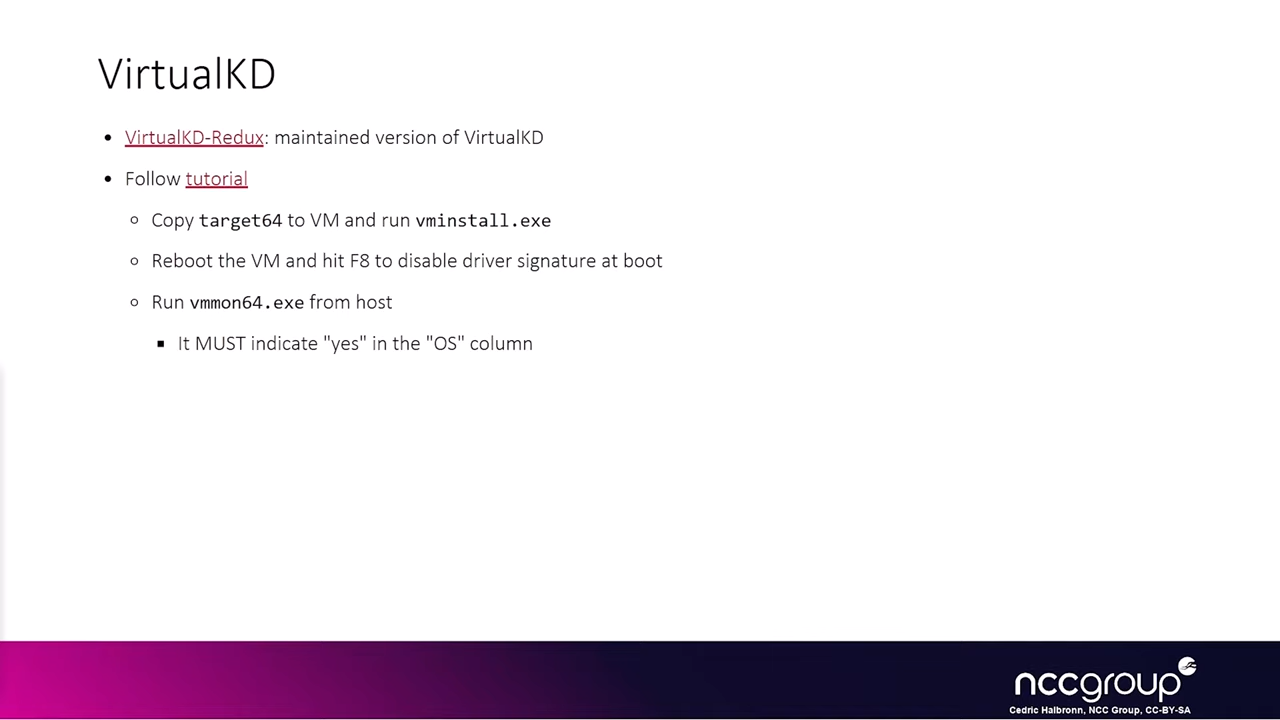 VirtualKD
VirtualKD-Redux: maintained version of VirtualKD
Follow tutorial
Copy target64 to VM and run vminstall.exe
Reboot the VM and hit F8 to disable driver signature at boot
Run vmmon64.exe from host
It MUST indicate "yes" in the "OS" column
nccgroup
Cedric Halbronn, NCC Group, CC-BY-SA